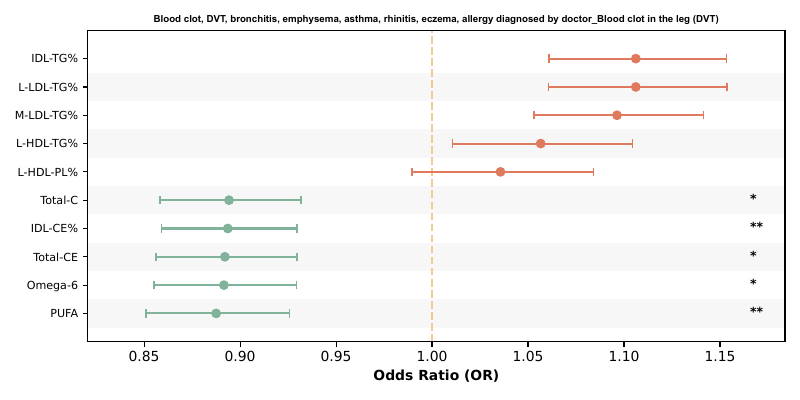 Blood clot, DVT, bronchitis, emphysema, asthma, rhinitis, eczema, allergy diagnosed by doctor_Blood clot in the leg (DVT)
IDL-TG%
L-LDL-TG%
M-LDL-TG%
L-HDL-TG%
L-HDL-PL%
Total-C *
IDL-CE% **
Total-CE *
Omega-6 *
PUFA **
0.85 0.90 0.95 1.00 1.05 1.10 1.15
Odds Ratio (OR)